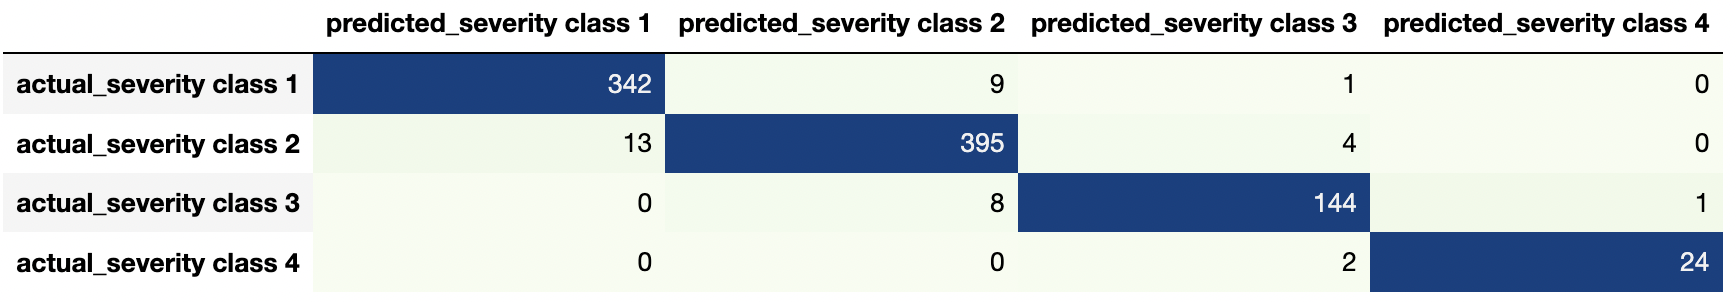 predicted_severity class 1 predicted_severity class 2 predicted_severity class 3 predicted_severity class 4
actual_severity class 1 342 9 1 0
actual_severity class 2 13 395 4 0
actual_severity class 3 0 8 144 1
actual_severity class 4 0 0 2 24